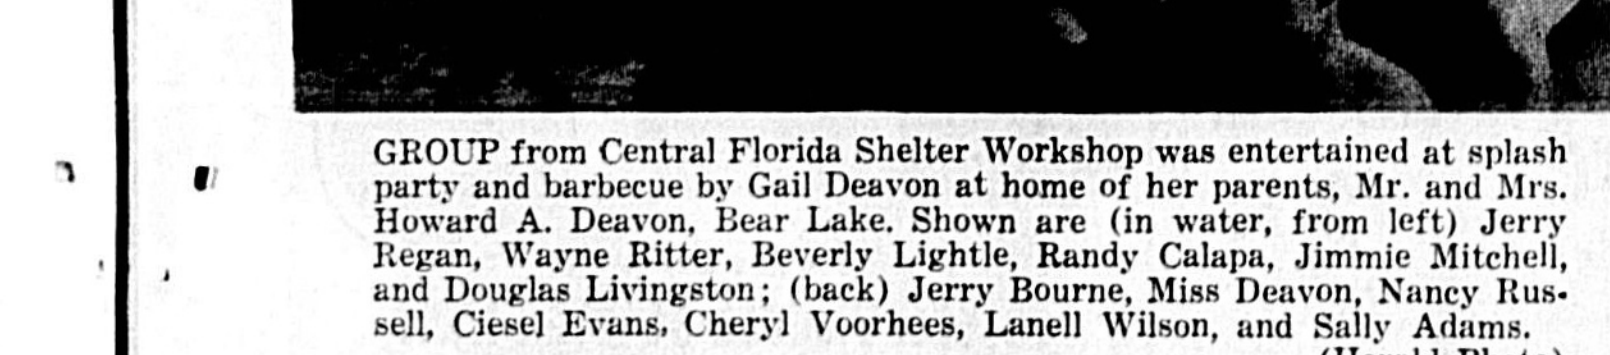 GROUP from Central Florida Shelter Workshop was entertained at splash
party and barbecue by Gail Deavon at home of her parents, Mr. and Mrs.
Howard A. Deavon, Bear Lake. Shown are (in water, from left) Jerry
Regan, Wayne Ritter, Beverly Lightle, Randy Calapa, Jimmie Mitchell,
and Douglas Livingston; (back) Jerry Bourne, Miss Deavon, Nancy Rus-
sell, Ciesel Evans, Cheryl Voorhees, Lanell Wilson, and Sally Adams.